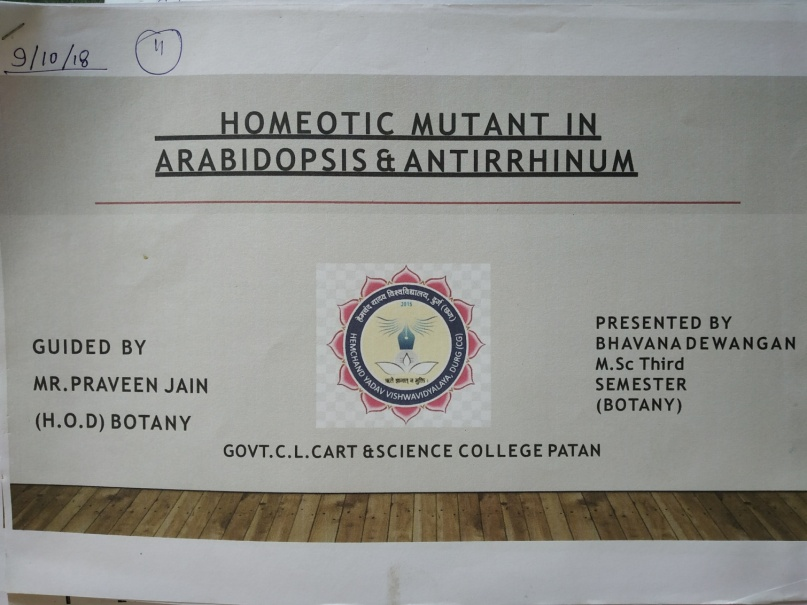 9/10/18 4
HOMEOTIC MUTANT IN
ARABIDOPSIS & ANTIRRHINUM
हेमचंद यादव विश्वविद्यालय, दुर्ग (छ.ग.)
2015
HEMCHAND YADAV VISHWAVIDYALAYA, DURG (CG)
GUIDED BY
MR.PRAVEEN JAIN
(H.O.D) BOTANY
PRESENTED BY
BHAVANA DEWANGAN
M.Sc Third
SEMESTER
(BOTANY)
GOVT.C.L.CART &SCIENCE COLLEGE PATAN